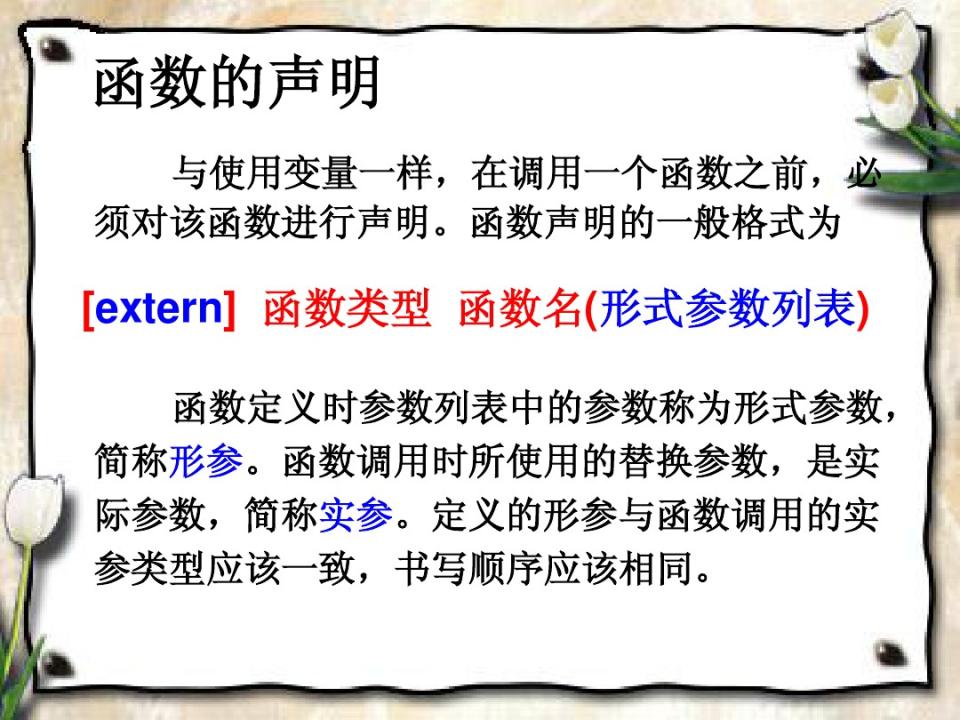 函数的声明
与使用变量一样，在调用一个函数之前，必
须对该函数进行声明。函数声明的一般格式为
[extern] 函数类型 函数名(形式参数列表)
函数定义时参数列表中的参数称为形式参数，
简称形参。函数调用时所使用的替换参数，是实
际参数，简称实参。定义的形参与函数调用的实
参类型应该一致，书写顺序应该相同。